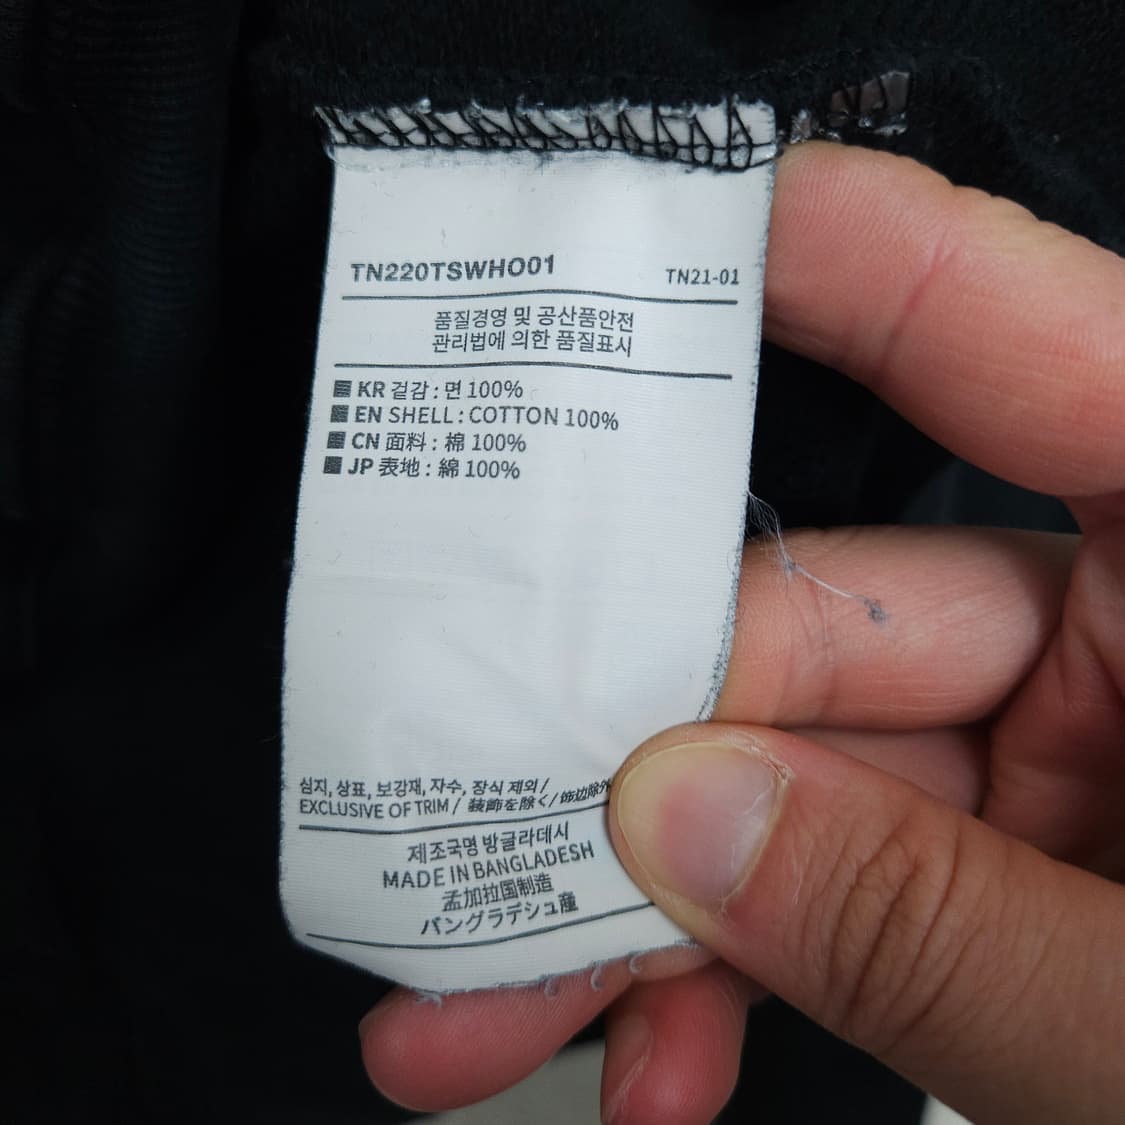 TN220TSWHO01
TN21-01
품질경영 및 공산품안전
관리법에 의한 품질표시
KR 겉감 : 면 100%
EN SHELL : COTTON 100%
CN 面料 : 棉 100%
JP 表地 : 綿 100%
심지, 상표, 보강재, 자수, 장식 제외 /
EXCLUSIVE OF TRIM / 装飾を除く / 饰边除外
제조국명 방글라데시
MADE IN BANGLADESH
孟加拉国制造
バングラデシュ産